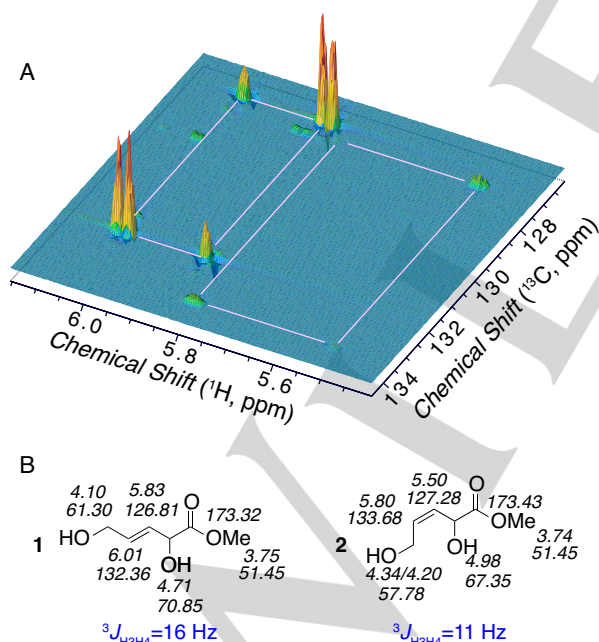 A
128
130
132
134
Chemical Shift (¹³C, ppm)
6.0
5.8
5.6
Chemical Shift (¹H, ppm)
B
4.10 5.83
61.30 126.81 O 173.32
1 HO OMe
6.01 OH 3.75
132.36 4.71 51.45
70.85
³J_H3H4=16 Hz
5.50 O
5.80 127.28 173.43
133.68 OMe
2 OH 3.74
HO 4.98 51.45
4.34/4.20 67.35
57.78
³J_H3H4=11 Hz